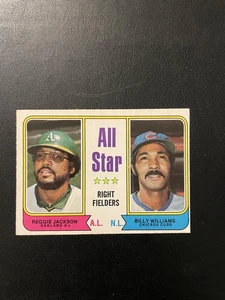 All
Star
RIGHT
FIELDERS
REGGIE JACKSON
OAKLAND A's
A.L. N.L.
BILLY WILLIAMS
CHICAGO CUBS